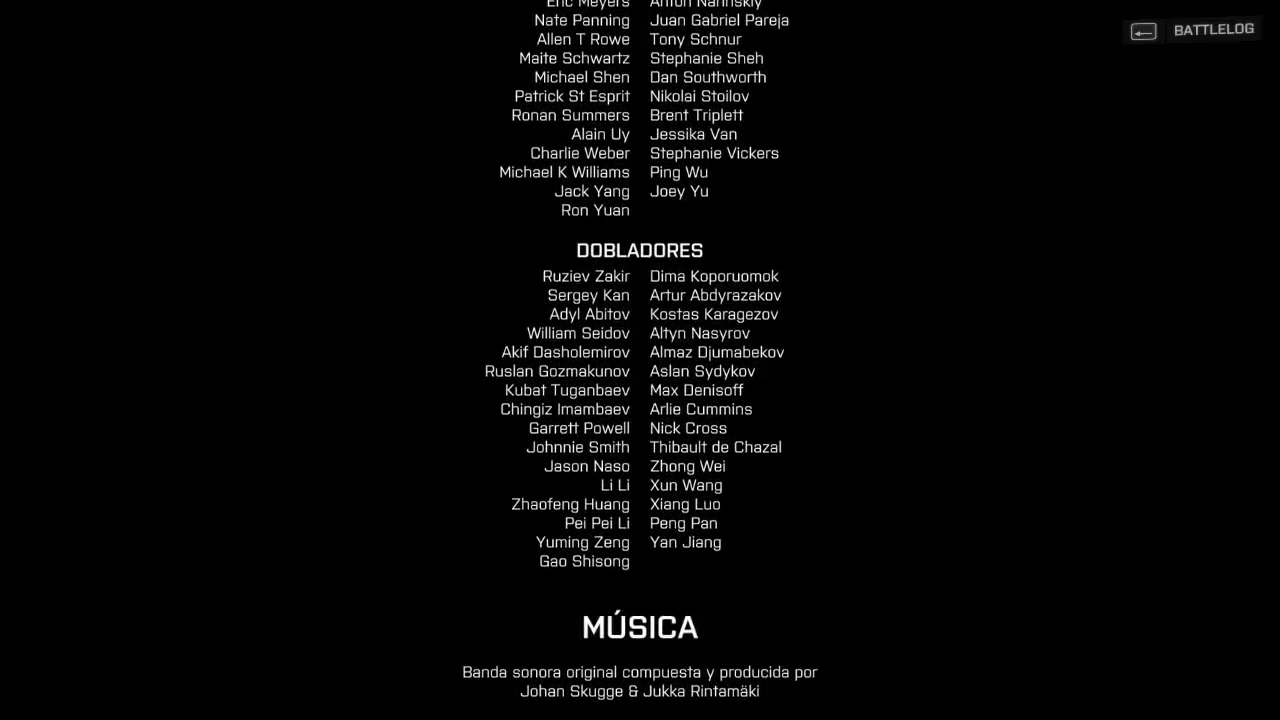 BATTLELOG
Eric Meyers Anton Narinskiy
Nate Panning Juan Gabriel Pareja
Allen T Rowe Tony Schnur
Maite Schwartz Stephanie Sheh
Michael Shen Dan Southworth
Patrick St Esprit Nikolai Stoilov
Ronan Summers Brent Triplett
Alain Uy Jessika Van
Charlie Weber Stephanie Vickers
Michael K Williams Ping Wu
Jack Yang Joey Yu
Ron Yuan
DOBLADORES
Ruziev Zakir Dima Koporuomok
Sergey Kan Artur Abdyrazakov
Adyl Abitov Kostas Karagezov
William Seidov Altyn Nasyrov
Akif Dasholemirov Almaz Djumabekov
Ruslan Gozmakunov Aslan Sydykov
Kubat Tuganbaev Max Denisoff
Chingiz Imambaev Arlie Cummins
Garrett Powell Nick Cross
Johnnie Smith Thibault de Chazal
Jason Naso Zhong Wei
Li Li Xun Wang
Zhaofeng Huang Xiang Luo
Pei Pei Li Peng Pan
Yuming Zeng Yan Jiang
Gao Shisong
MÚSICA
Banda sonora original compuesta y producida por
Johan Skugge & Jukka Rintamäki